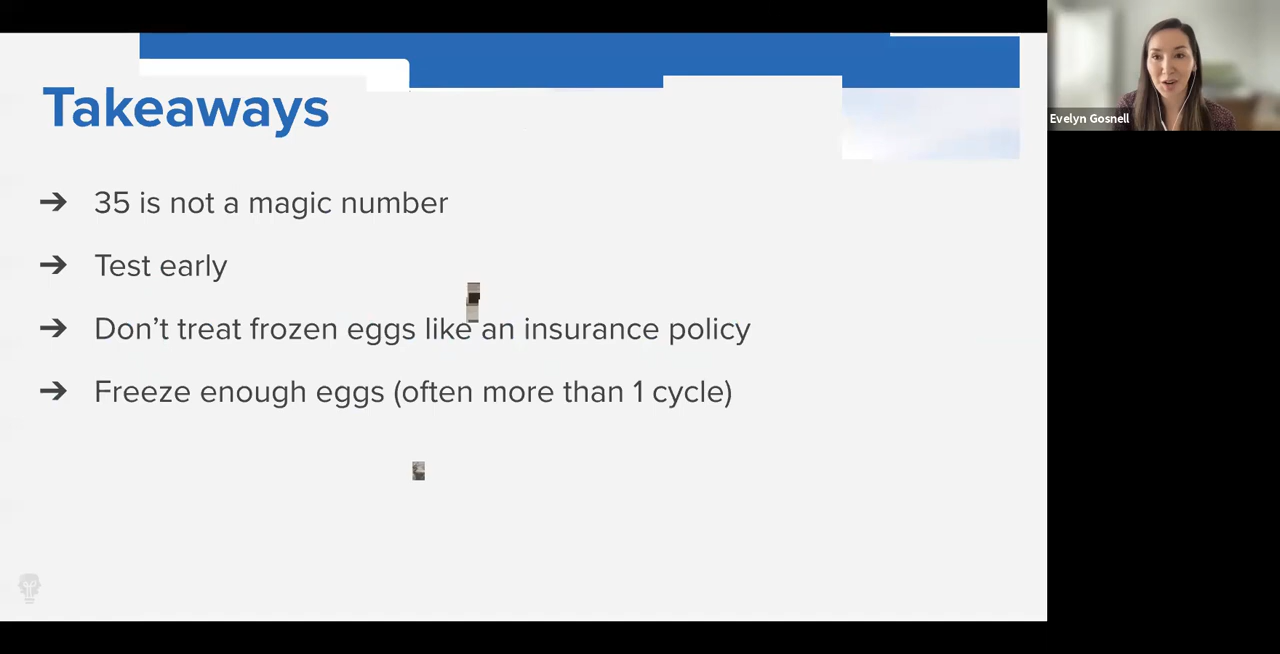 Takeaways
➔ 35 is not a magic number
➔ Test early
➔ Don’t treat frozen eggs like an insurance policy
➔ Freeze enough eggs (often more than 1 cycle)
Evelyn Gosnell